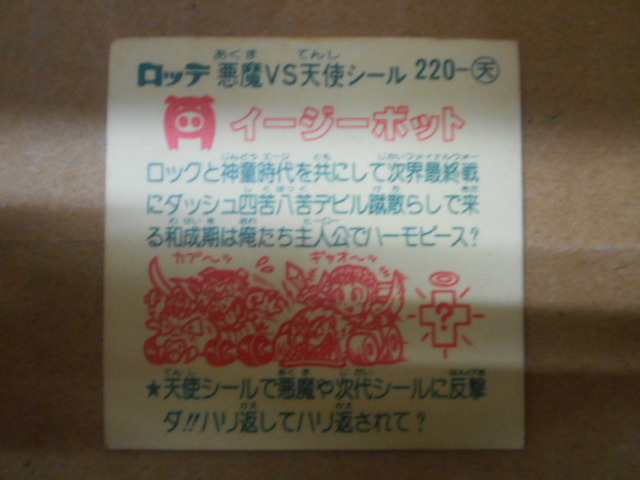 ロッテ 悪魔VS天使シール 220-天
イージーボット
ロックと神童時代を共にして次界最終戦
にダッシュ四苦八苦デビル蹴散らして来
る和成期は俺たち主人公でハーモピース?
カブ〜ッ ギャオ〜ッ
?
★天使シールで悪魔や次代シールに反撃
ダ!!ハリ返してハリ返されて?